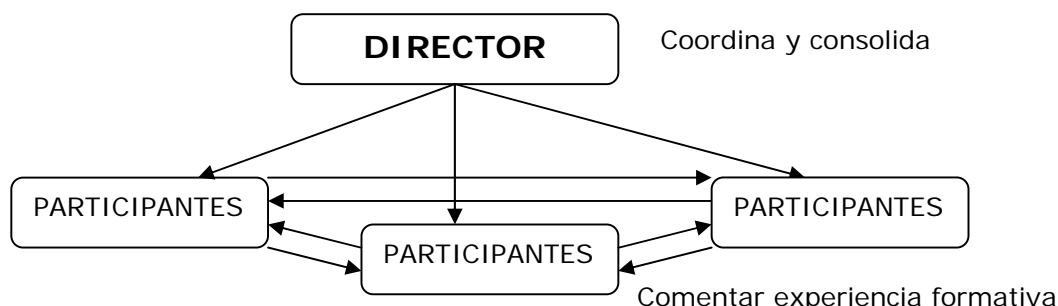 DIRECTOR
Coordina y consolida
PARTICIPANTES
PARTICIPANTES
PARTICIPANTES
Comentar experiencia formativa